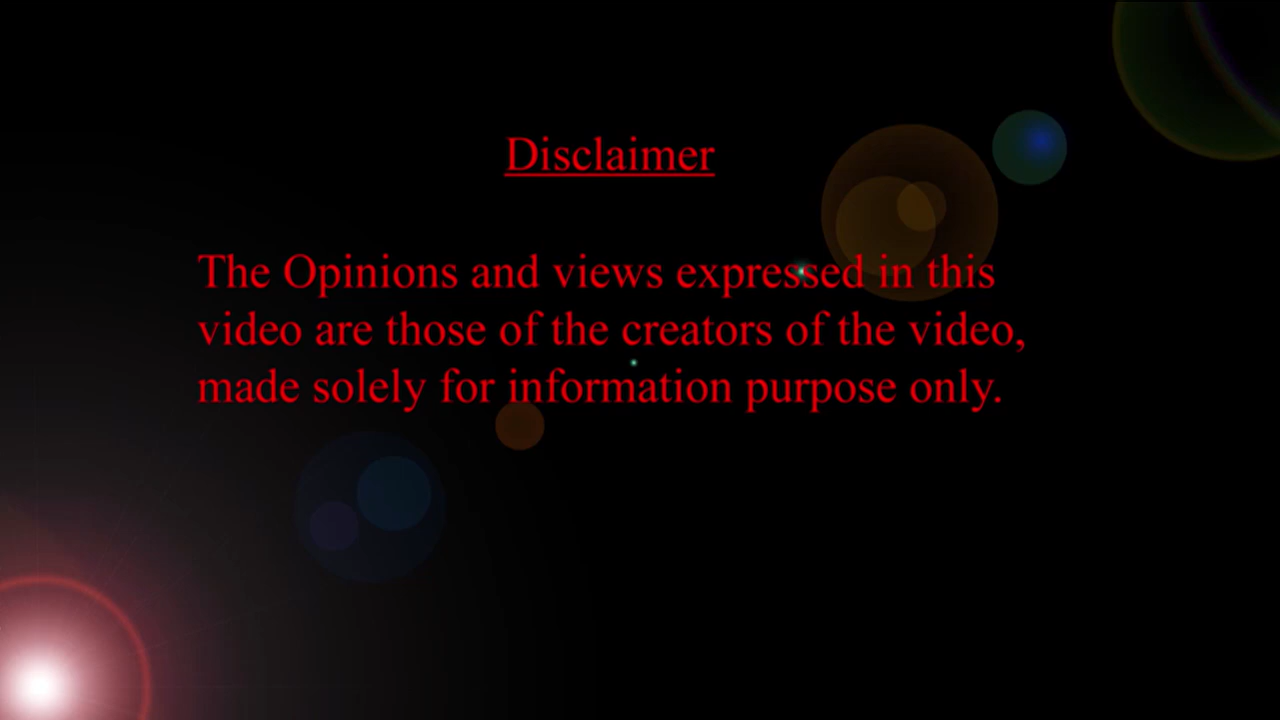 Disclaimer
The Opinions and views expressed in this
video are those of the creators of the video,
made solely for information purpose only.